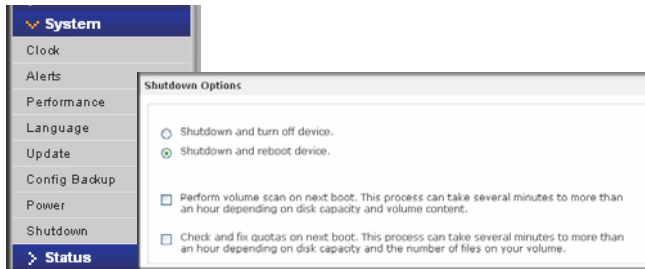 System
Clock
Alerts
Performance
Language
Update
Config Backup
Power
Shutdown
Status
Shutdown Options
Shutdown and turn off device.
Shutdown and reboot device.
Perform volume scan on next boot. This process can take several minutes to more than
an hour depending on disk capacity and volume content.
Check and fix quotas on next boot. This process can take several minutes to more than
an hour depending on disk capacity and the number of files on your volume.